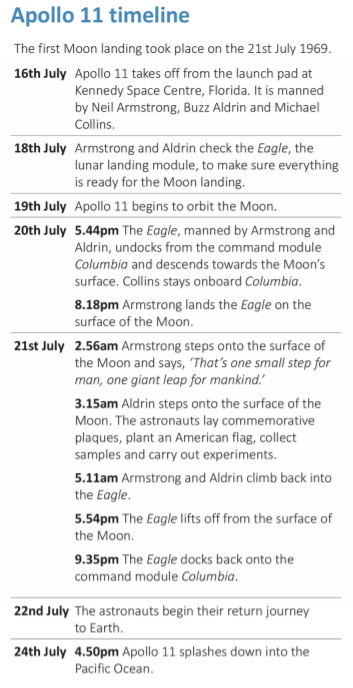 Apollo 11 timeline
The first Moon landing took place on the 21st July 1969.
16th July Apollo 11 takes off from the launch pad at
Kennedy Space Centre, Florida. It is manned
by Neil Armstrong, Buzz Aldrin and Michael
Collins.
18th July Armstrong and Aldrin check the Eagle, the
lunar landing module, to make sure everything
is ready for the Moon landing.
19th July Apollo 11 begins to orbit the Moon.
20th July 5.44pm The Eagle, manned by Armstrong and
Aldrin, undocks from the command module
Columbia and descends towards the Moon's
surface. Collins stays onboard Columbia.
8.18pm Armstrong lands the Eagle on the
surface of the Moon.
21st July 2.56am Armstrong steps onto the surface of
the Moon and says, 'That's one small step for
man, one giant leap for mankind.'
3.15am Aldrin steps onto the surface of the
Moon. The astronauts lay commemorative
plaques, plant an American flag, collect
samples and carry out experiments.
5.11am Armstrong and Aldrin climb back into
the Eagle.
5.54pm The Eagle lifts off from the surface of
the Moon.
9.35pm The Eagle docks back onto the
command module Columbia.
22nd July The astronauts begin their return journey
to Earth.
24th July 4.50pm Apollo 11 splashes down into the
Pacific Ocean.